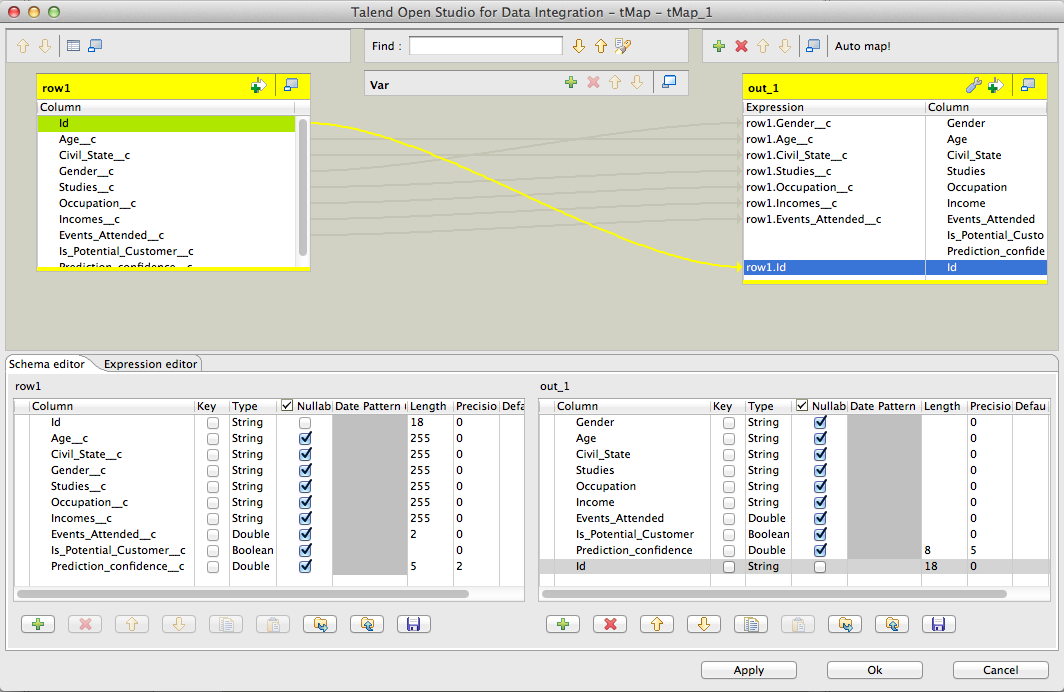 Talend Open Studio for Data Integration - tMap - tMap_1
Find :
Auto map!
row1
Column
Id
Age__c
Civil_State__c
Gender__c
Studies__c
Occupation__c
Incomes__c
Events_Attended__c
Is_Potential_Customer__c
Prediction_confidence__c
Var
out_1
Expression Column
row1.Gender__c Gender
row1.Age__c Age
row1.Civil_State__c Civil_State
row1.Studies__c Studies
row1.Occupation__c Occupation
row1.Incomes__c Income
row1.Events_Attended__c Events_Attended
Is_Potential_Custo
Prediction_confide
row1.Id Id
Schema editor Expression editor
row1
Column Key Type Nullab Date Pattern ( Length Precisio Defa
Id String 18 0
Age__c String 255 0
Civil_State__c String 255 0
Gender__c String 255 0
Studies__c String 255 0
Occupation__c String 255 0
Incomes__c String 255 0
Events_Attended__c Double 2 0
Is_Potential_Customer__c Boolean 0
Prediction_confidence__c Double 5 2
out_1
Column Key Type Nullab Date Pattern Length Precisio Defau
Gender String 0
Age String 0
Civil_State String 0
Studies String 0
Occupation String 0
Income String 0
Events_Attended Double 0
Is_Potential_Customer Boolean 0
Prediction_confidence Double 8 5
Id String 18 0
Apply Ok Cancel